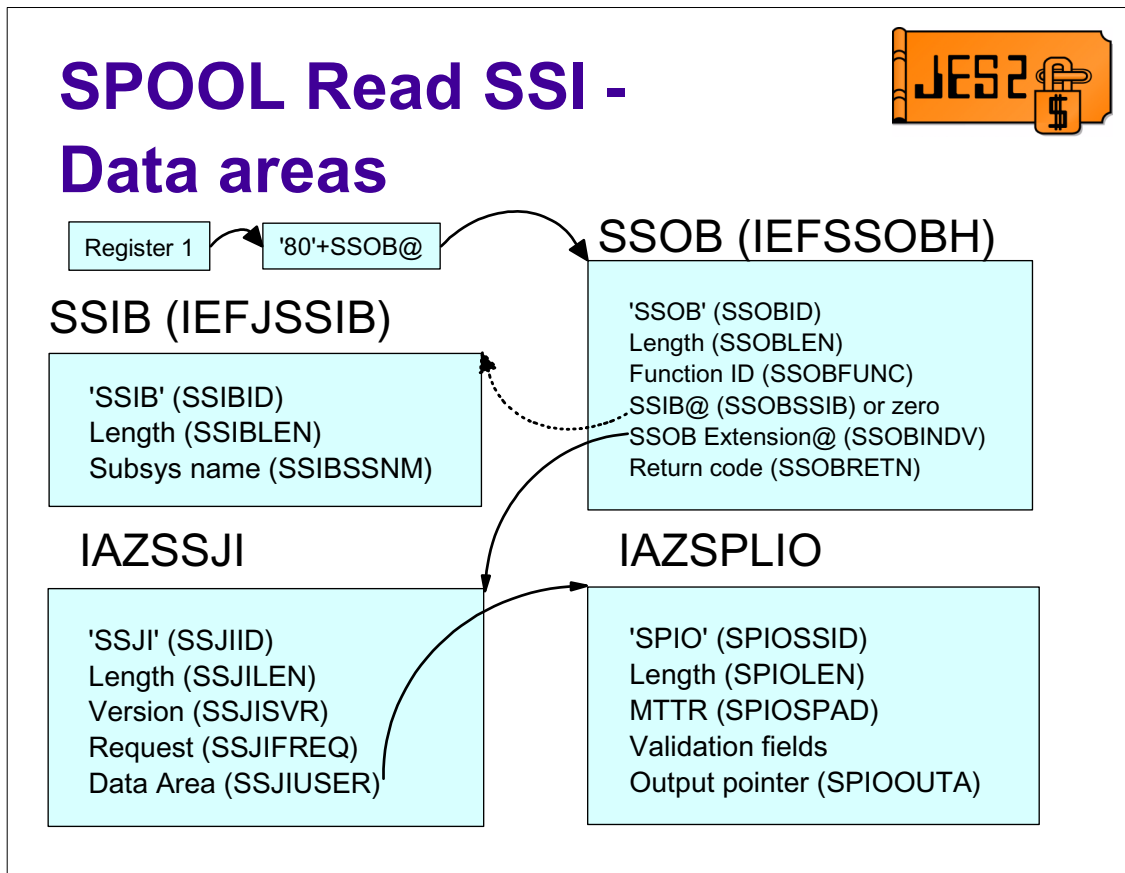 SPOOL Read SSI -
Data areas
JES2
$
Register 1
'80'+SSOB@
SSOB (IEFSSOBH)
'SSOB' (SSOBID)
Length (SSOBLEN)
Function ID (SSOBFUNC)
SSIB@ (SSOBSSIB) or zero
SSOB Extension@ (SSOBINDV)
Return code (SSOBRETN)
SSIB (IEFJSSIB)
'SSIB' (SSIBID)
Length (SSIBLEN)
Subsys name (SSIBSSNM)
IAZSSJI
'SSJI' (SSJIID)
Length (SSJILEN)
Version (SSJISVR)
Request (SSJIFREQ)
Data Area (SSJIUSER)
IAZSPLIO
'SPIO' (SPIOSSID)
Length (SPIOLEN)
MTTR (SPIOSPAD)
Validation fields
Output pointer (SPIOOUTA)